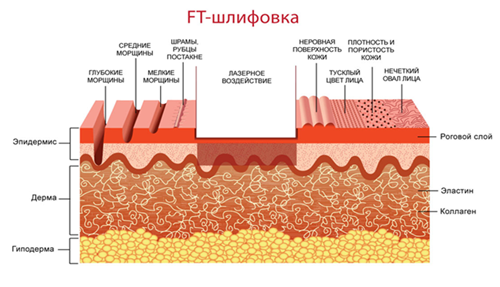 FT-шлифовка
ГЛУБОКИЕ
МОРЩИНЫ
СРЕДНИЕ
МОРЩИНЫ
МЕЛКИЕ
МОРЩИНЫ
ШРАМЫ,
РУБЦЫ
ПОСТАКНЕ
ЛАЗЕРНОЕ
ВОЗДЕЙСТВИЕ
НЕРОВНАЯ
ПОВЕРХНОСТЬ
КОЖИ
ТУСКЛЫЙ
ЦВЕТ ЛИЦА
ПЛОТНОСТЬ И
ПОРИСТОСТЬ
КОЖИ
НЕЧЕТКИЙ
ОВАЛ ЛИЦА
Эпидермис
Дерма
Гиподерма
Роговой слой
Эластин
Коллаген